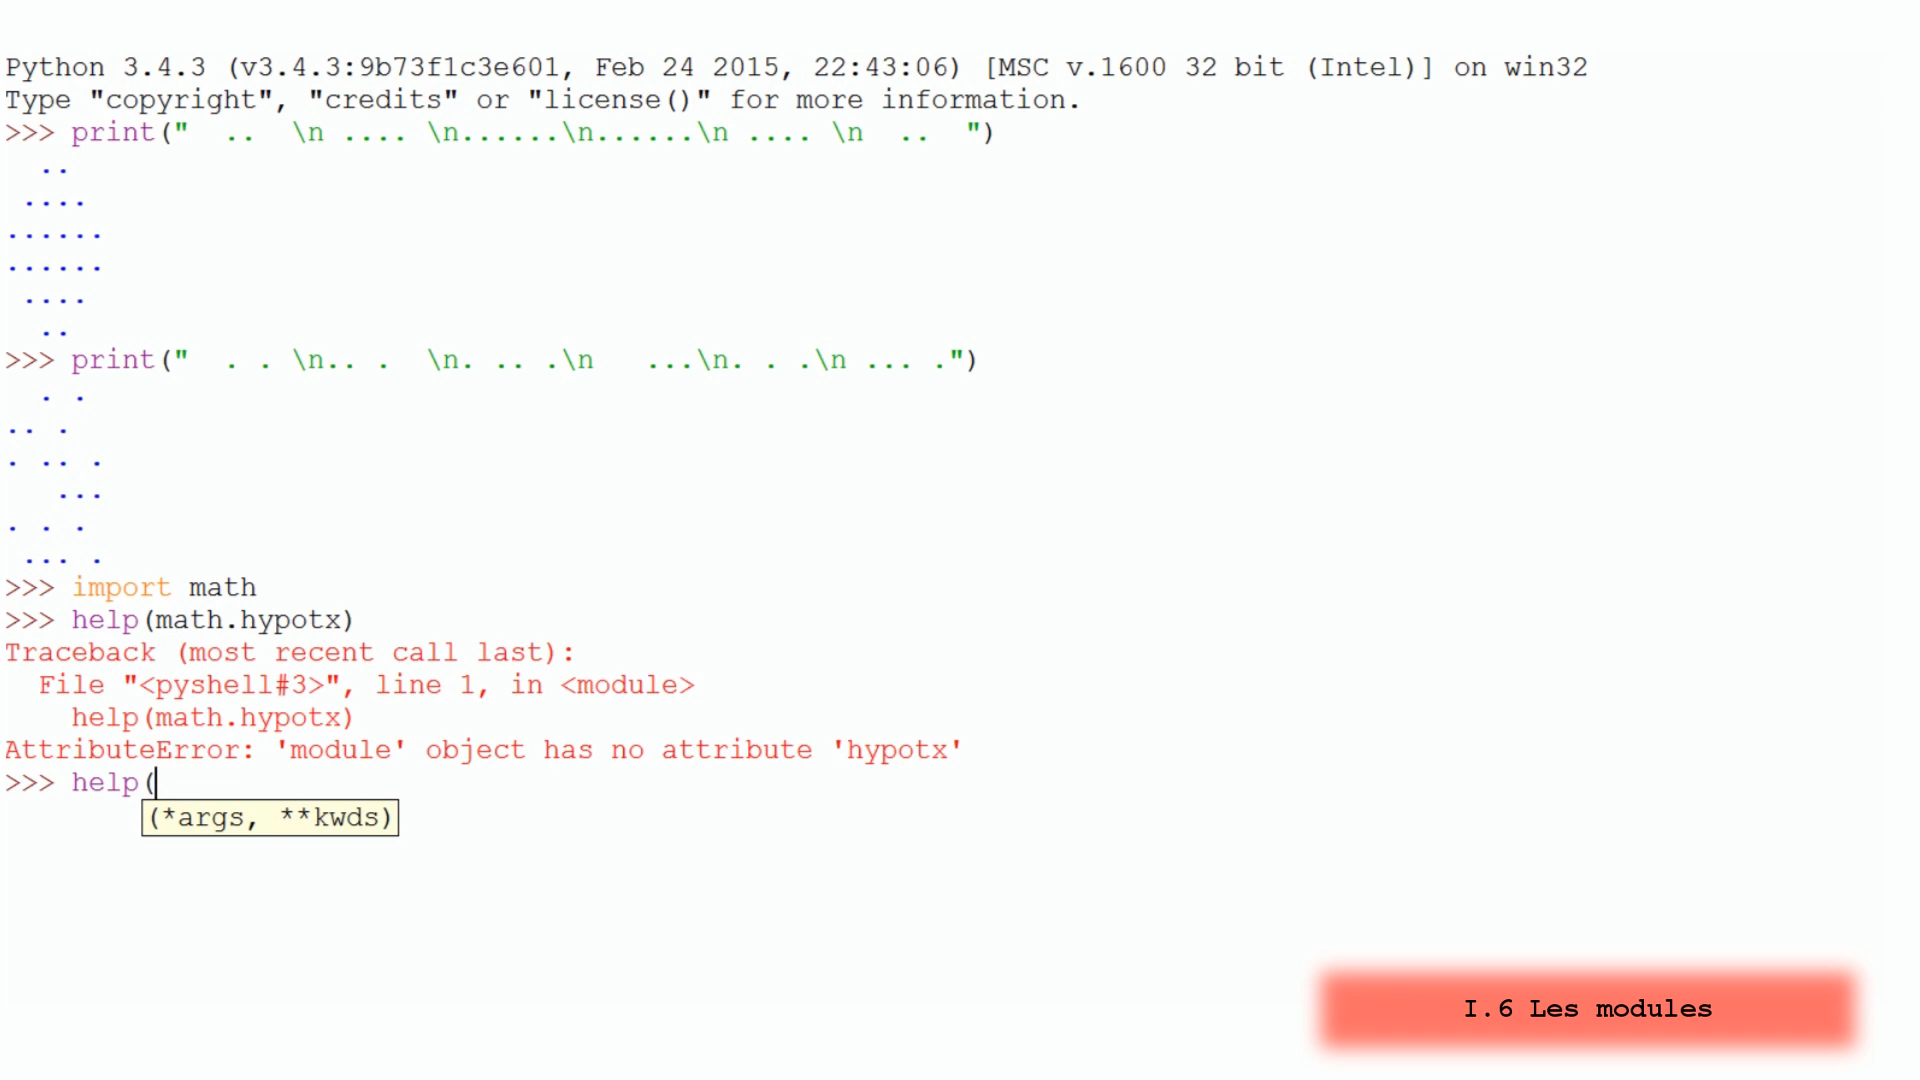 Python 3.4.3 (v3.4.3:9b73f1c3e601, Feb 24 2015, 22:43:06) [MSC v.1600 32 bit (Intel)] on win32
Type "copyright", "credits" or "license()" for more information.
>>> print("  ..  \n .... \n......\n......\n .... \n  ..  ")
  ..
 ....
......
......
 ....
  ..
>>> print("  . . \n.. .  \n. .. .\n   ...\n. . .\n ... .")
  . .
.. .
. .. .
   ...
. . .
 ... .
>>> import math
>>> help(math.hypotx)
Traceback (most recent call last):
  File "<pyshell#3>", line 1, in <module>
    help(math.hypotx)
AttributeError: 'module' object has no attribute 'hypotx'
>>> help(
(*args, **kwds)
I.6 Les modules